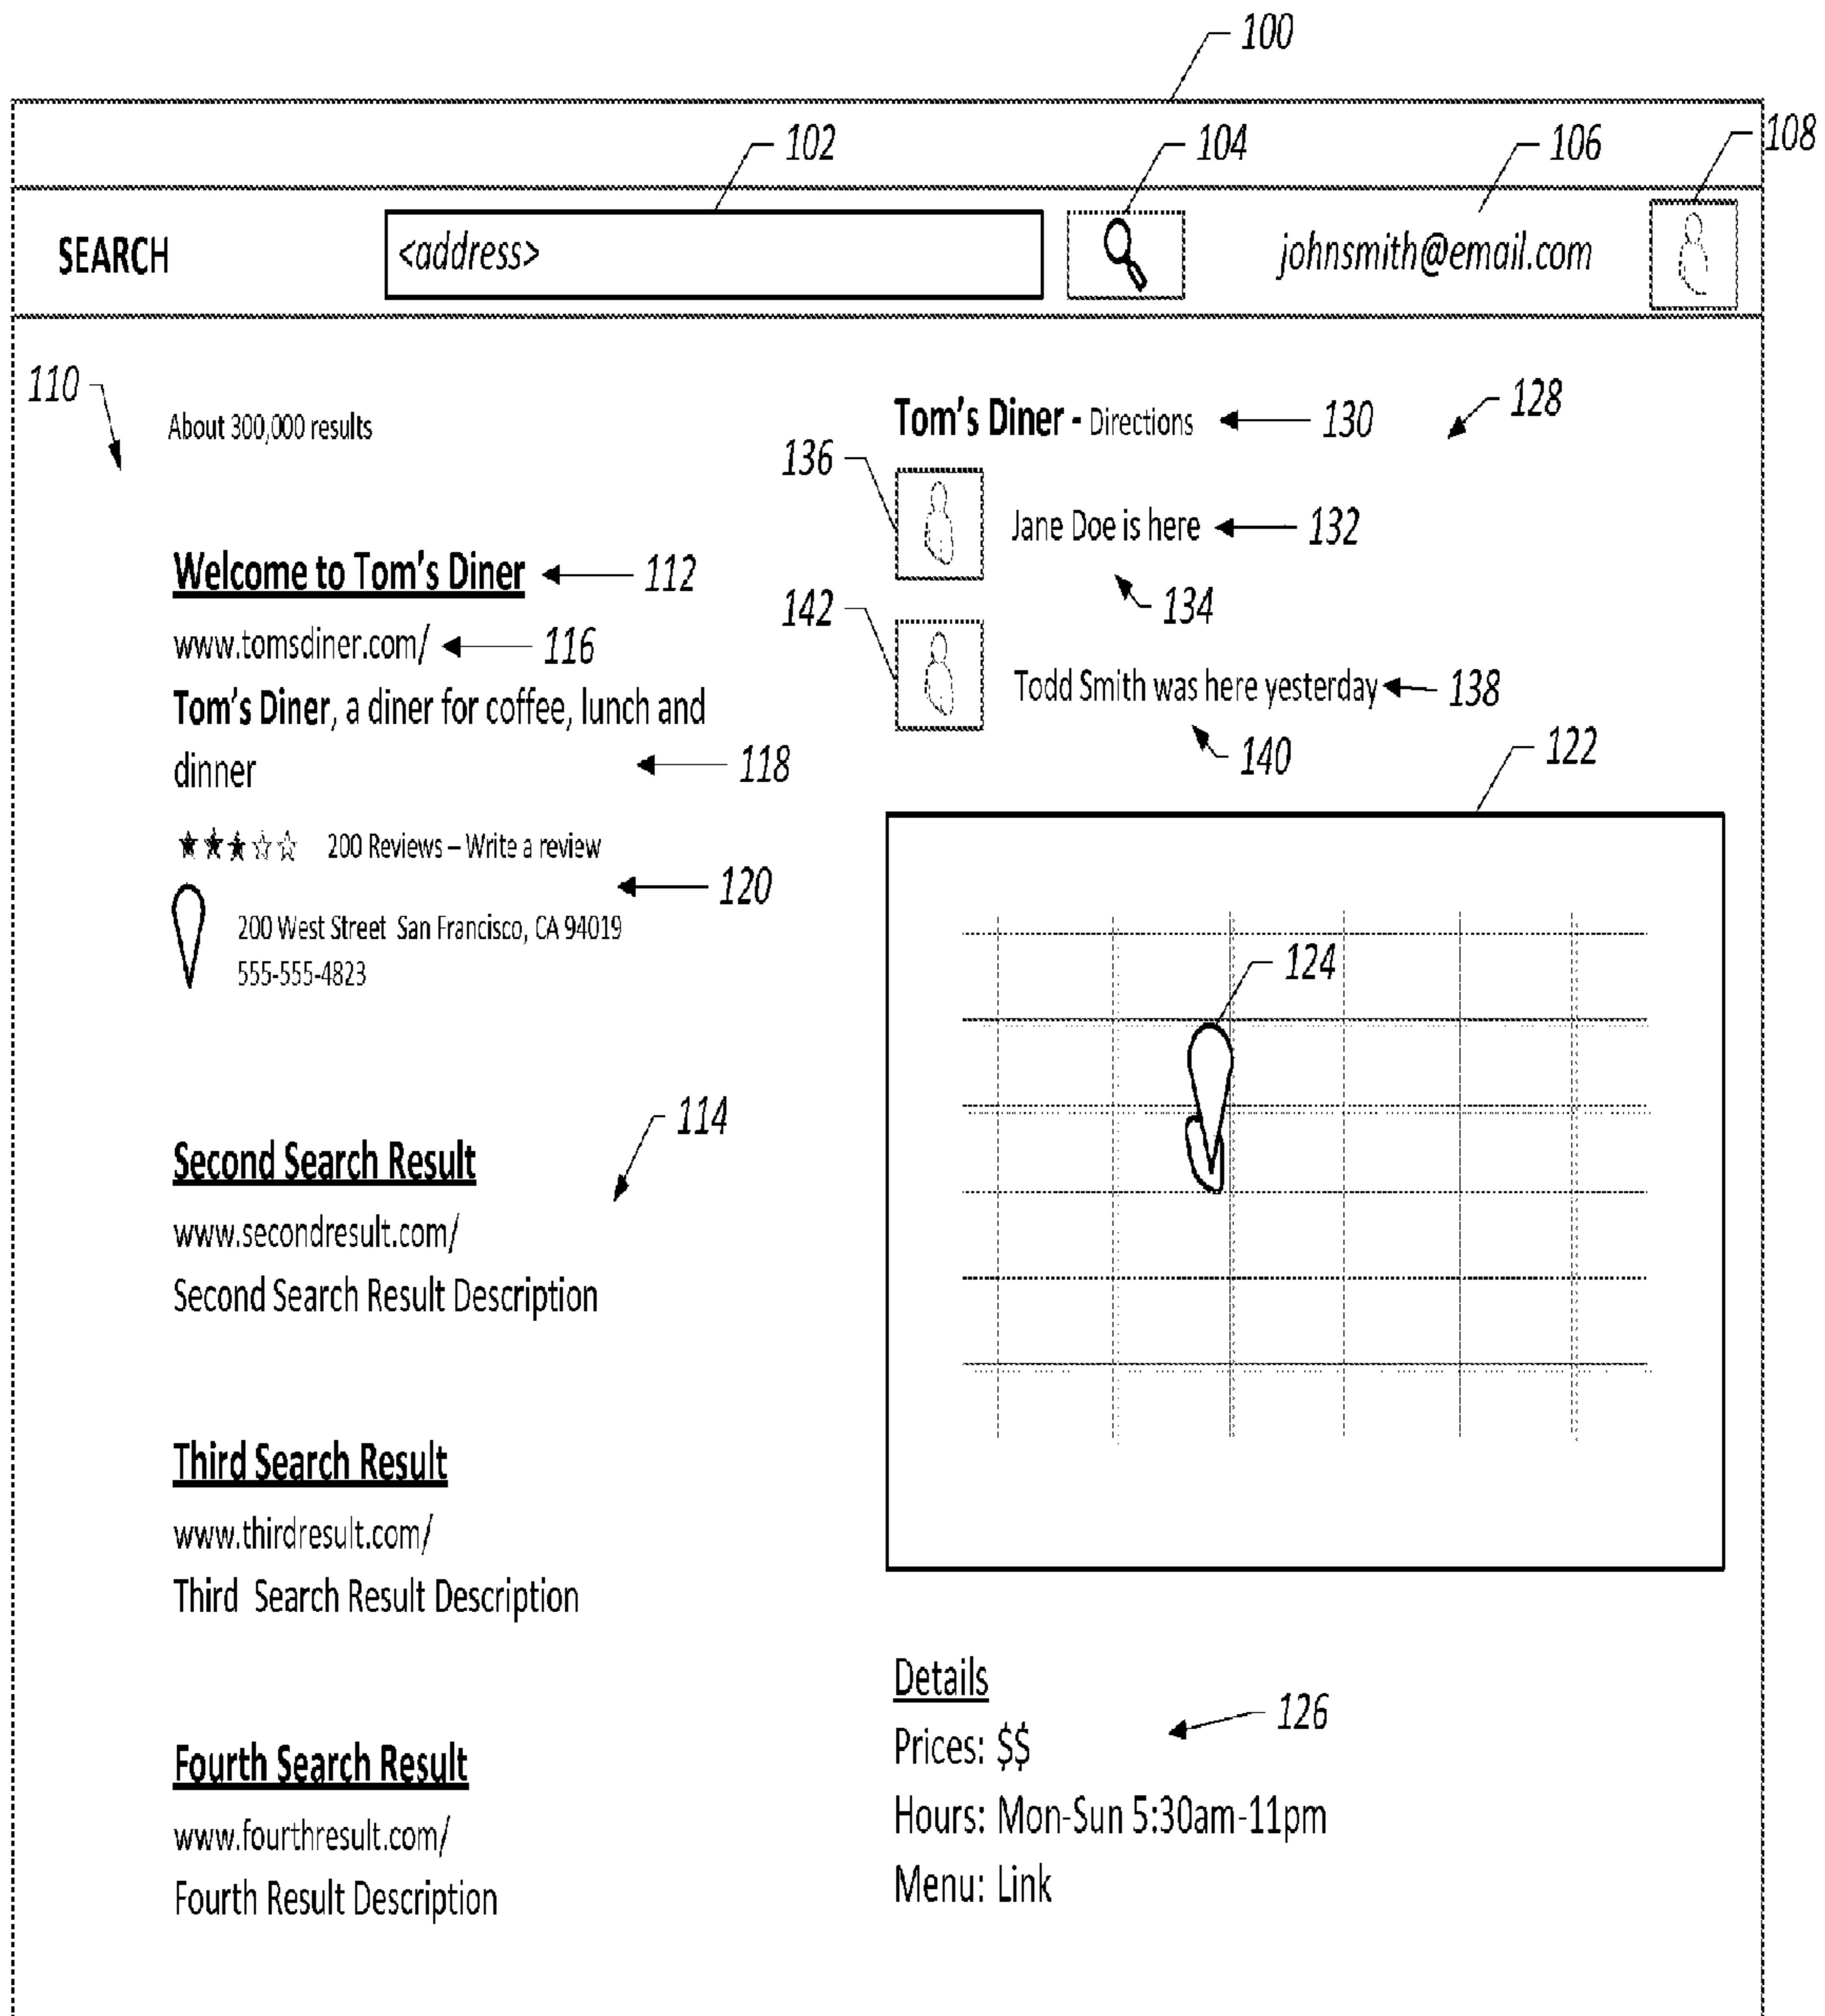 100
102
104
106
108
SEARCH
<address>
johnsmith@email.com
110
About 300,000 results
Welcome to Tom's Diner
112
www.tomsdiner.com/
116
Tom's Diner, a diner for coffee, lunch and
dinner
118
200 Reviews – Write a review
120
200 West Street  San Francisco, CA 94019
555-555-4823
114
Second Search Result
www.secondresult.com/
Second Search Result Description
Third Search Result
www.thirdresult.com/
Third  Search Result Description
Fourth Search Result
www.fourthresult.com/
Fourth Result Description
Tom's Diner - Directions
130
128
136
Jane Doe is here
132
134
142
Todd Smith was here yesterday
138
140
122
124
Details
126
Prices: $$
Hours: Mon-Sun 5:30am-11pm
Menu: Link